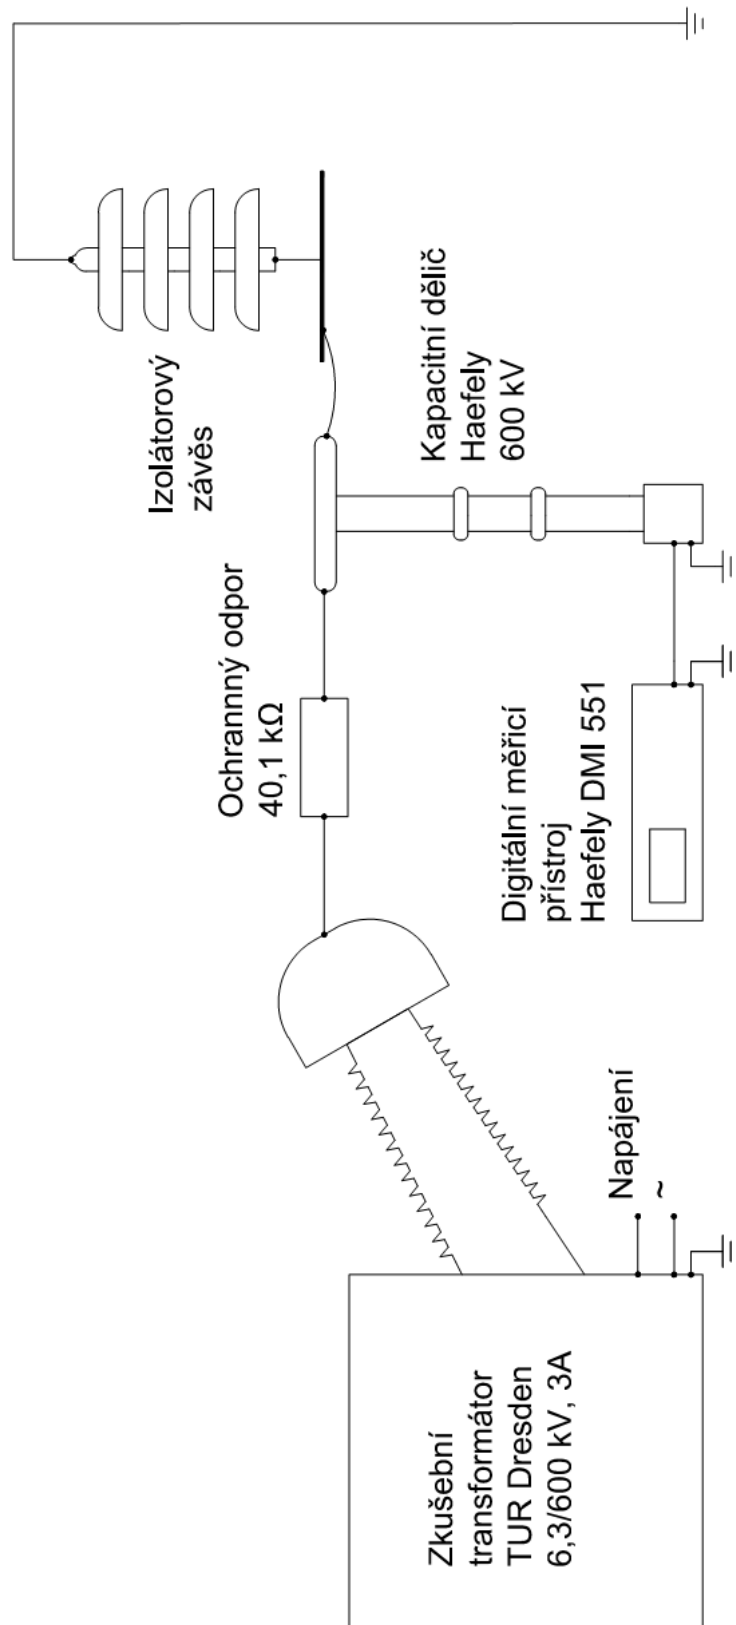 Zkušební
transformátor
TUR Dresden
6,3/600 kV, 3A
Napájení
~
Ochrannný odpor
40,1 kΩ
Digitální měřicí
přístroj
Haefely DMI 551
Izolátorový
závěs
Kapacitní dělič
Haefely
600 kV